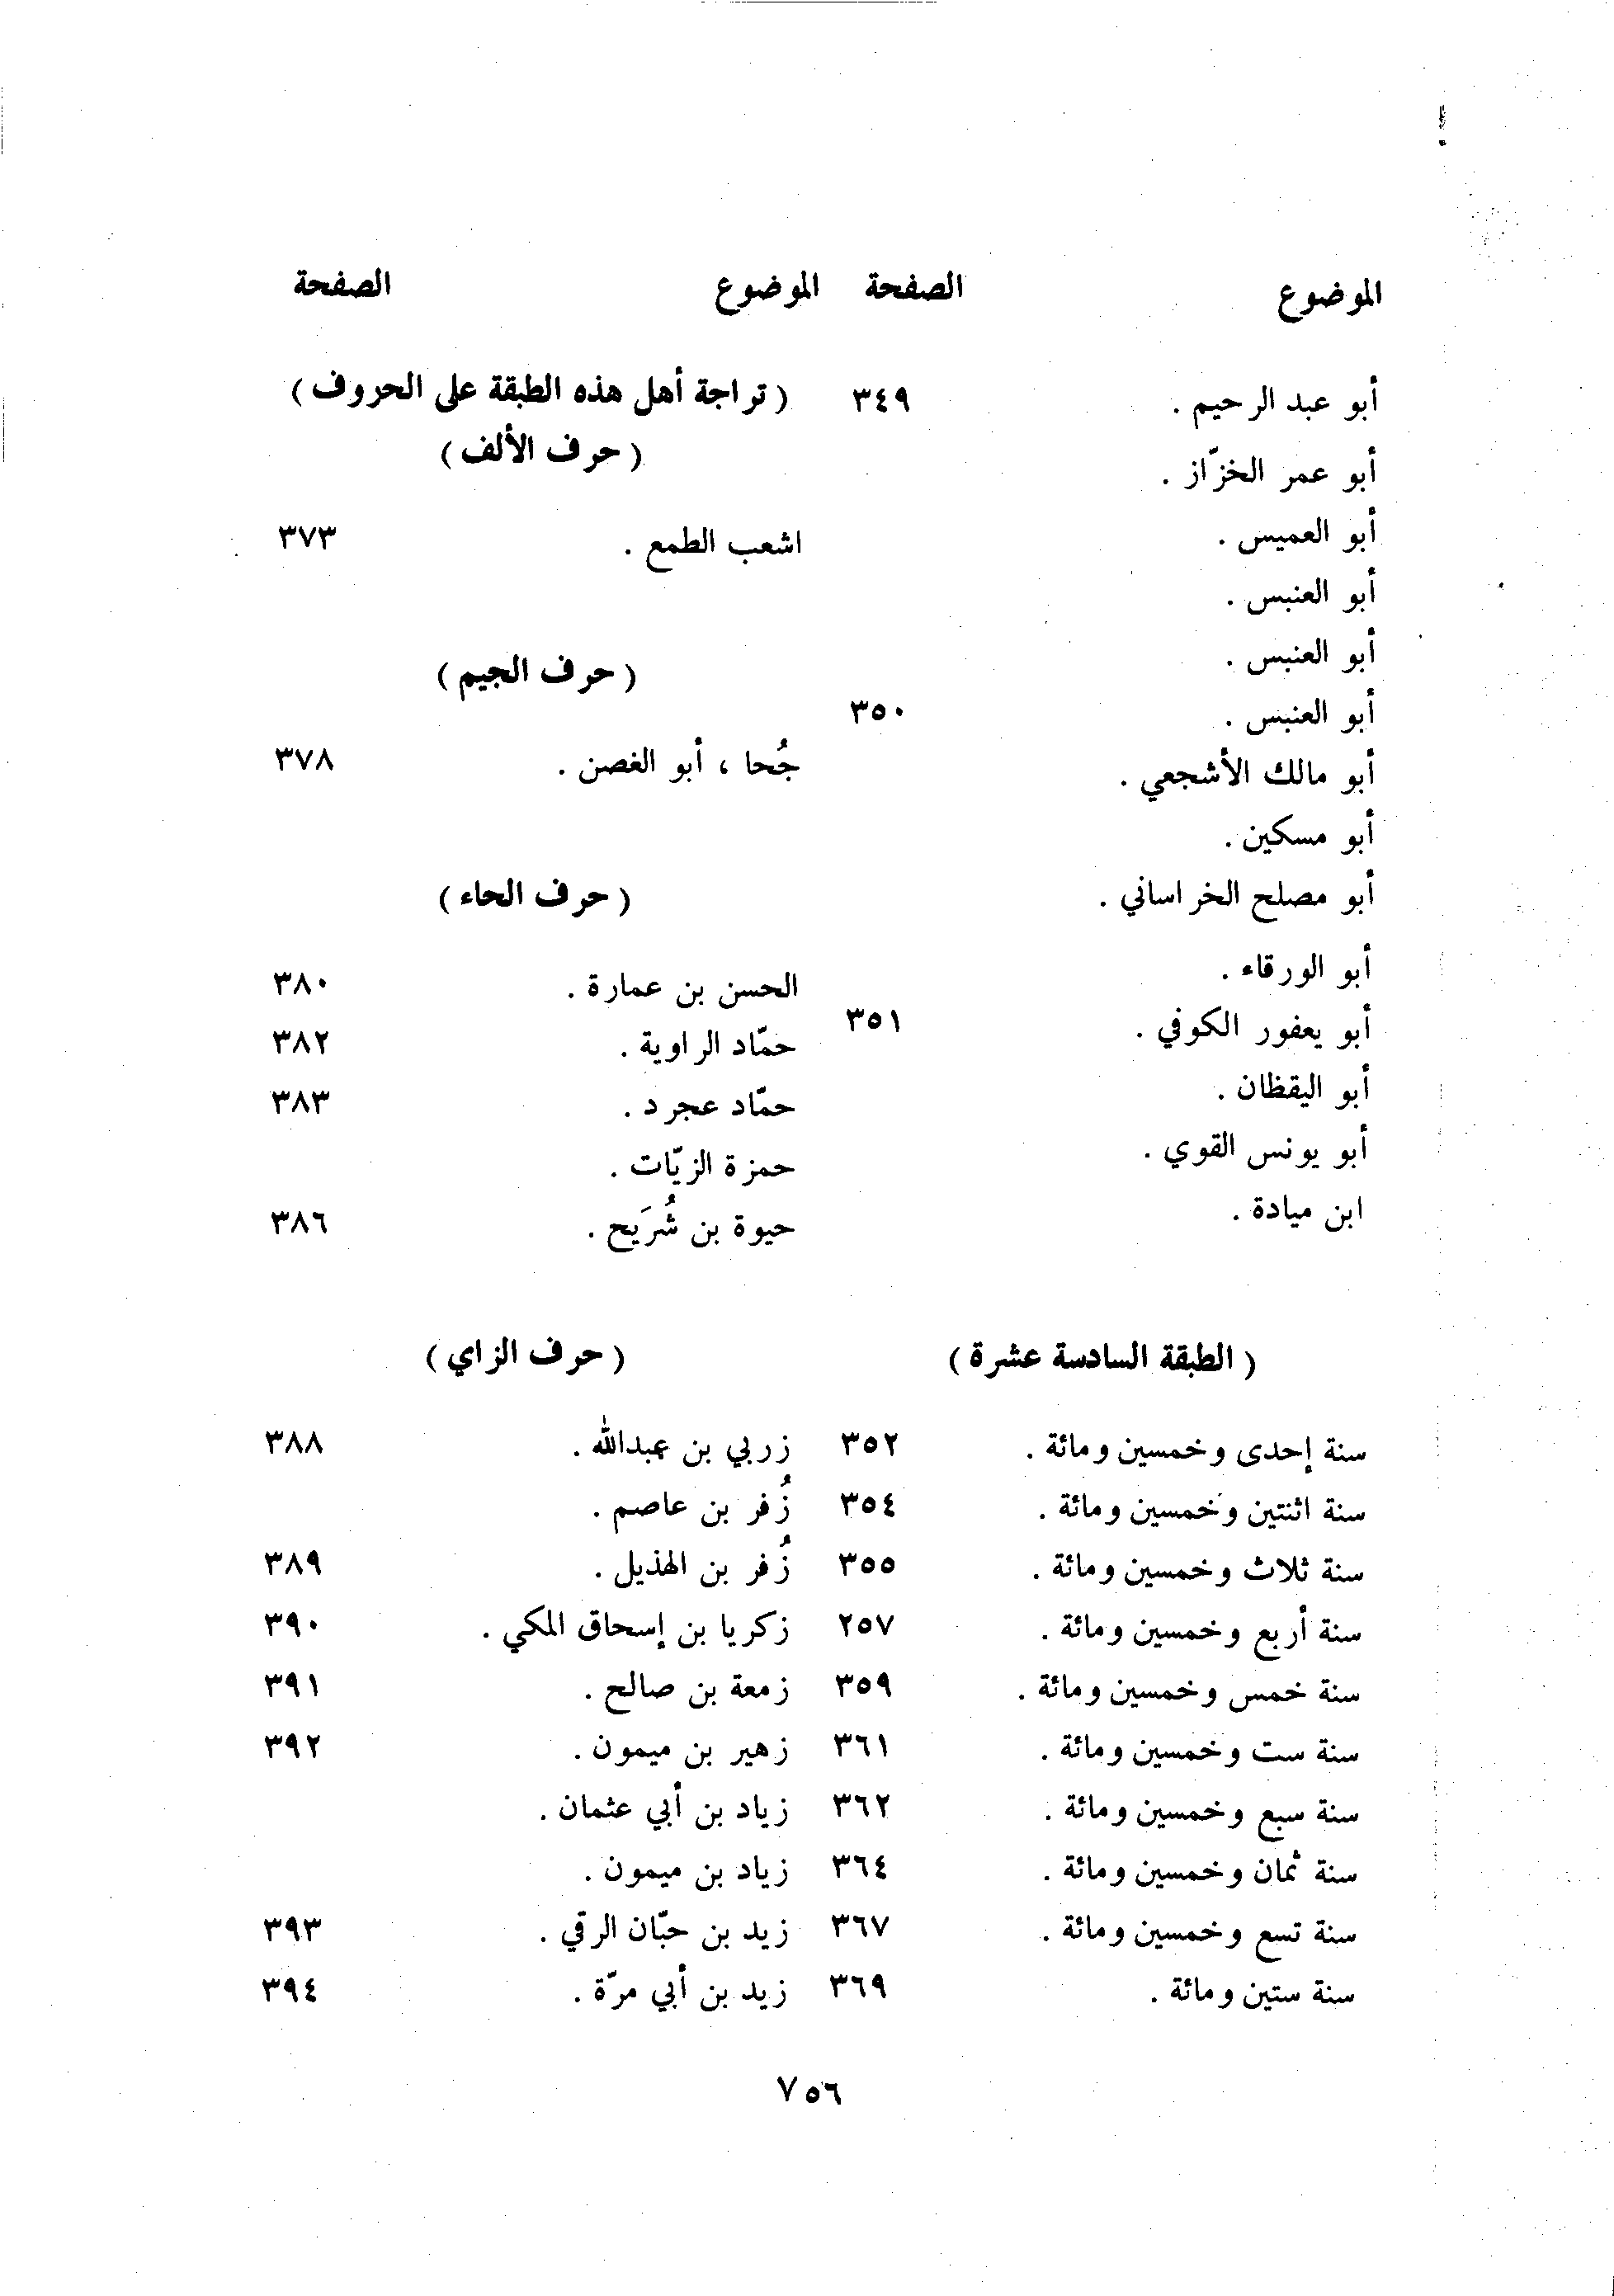 الموضوع الصفحة
أبو عبد الرحيم . ٣٤٩
أبو عمر الخزّاز .
أبو العميس .
أبو العنبس .
أبو العنبس .
أبو العنبس . ٣٥٠
أبو مالك الأشجعي .
أبو مسكين .
أبو مصلح الخراساني .
أبو الورقاء .
أبو يعفور الكوفي . ٣٥١
أبو اليقظان .
أبو يونس القوي .
ابن ميادة .
( الطبقة السادسة عشرة )
سنة إحدى وخمسين ومائة . ٣٥٢
سنة اثنتين وخمسين ومائة . ٣٥٤
سنة ثلاث وخمسين ومائة . ٣٥٥
سنة أربع وخمسين ومائة . ٢٥٧
سنة خمس وخمسين ومائة . ٣٥٩
سنة ست وخمسين ومائة . ٣٦١
سنة سبع وخمسين ومائة . ٣٦٢
سنة ثمان وخمسين ومائة . ٣٦٤
سنة تسع وخمسين ومائة . ٣٦٧
سنة ستين ومائة . ٣٦٩
الموضوع الصفحة
( تراجة أهل هذه الطبقة على الحروف )
( حرف الألف )
اشعب الطمع . ٣٧٣
( حرف الجيم )
جُحا ، أبو الغصن . ٣٧٨
( حرف الحاء )
الحسن بن عمارة . ٣٨٠
حمّاد الراوية . ٣٨٢
حمّاد عجرد . ٣٨٣
حمزة الزيّات .
حيوة بن شُرَيح . ٣٨٦
( حرف الزاي )
زربي بن عبدالله . ٣٨٨
زُفر بن عاصم .
زُفر بن الهذيل . ٣٨٩
زكريا بن إسحاق المكي . ٣٩٠
زمعة بن صالح . ٣٩١
زهير بن ميمون . ٣٩٢
زياد بن أبي عثمان .
زياد بن ميمون .
زيد بن حبّان الرقي . ٣٩٣
زيد بن أبي مرّة . ٣٩٤
٧٥٦